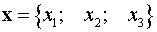 x = {x₁; x₂; x₃}